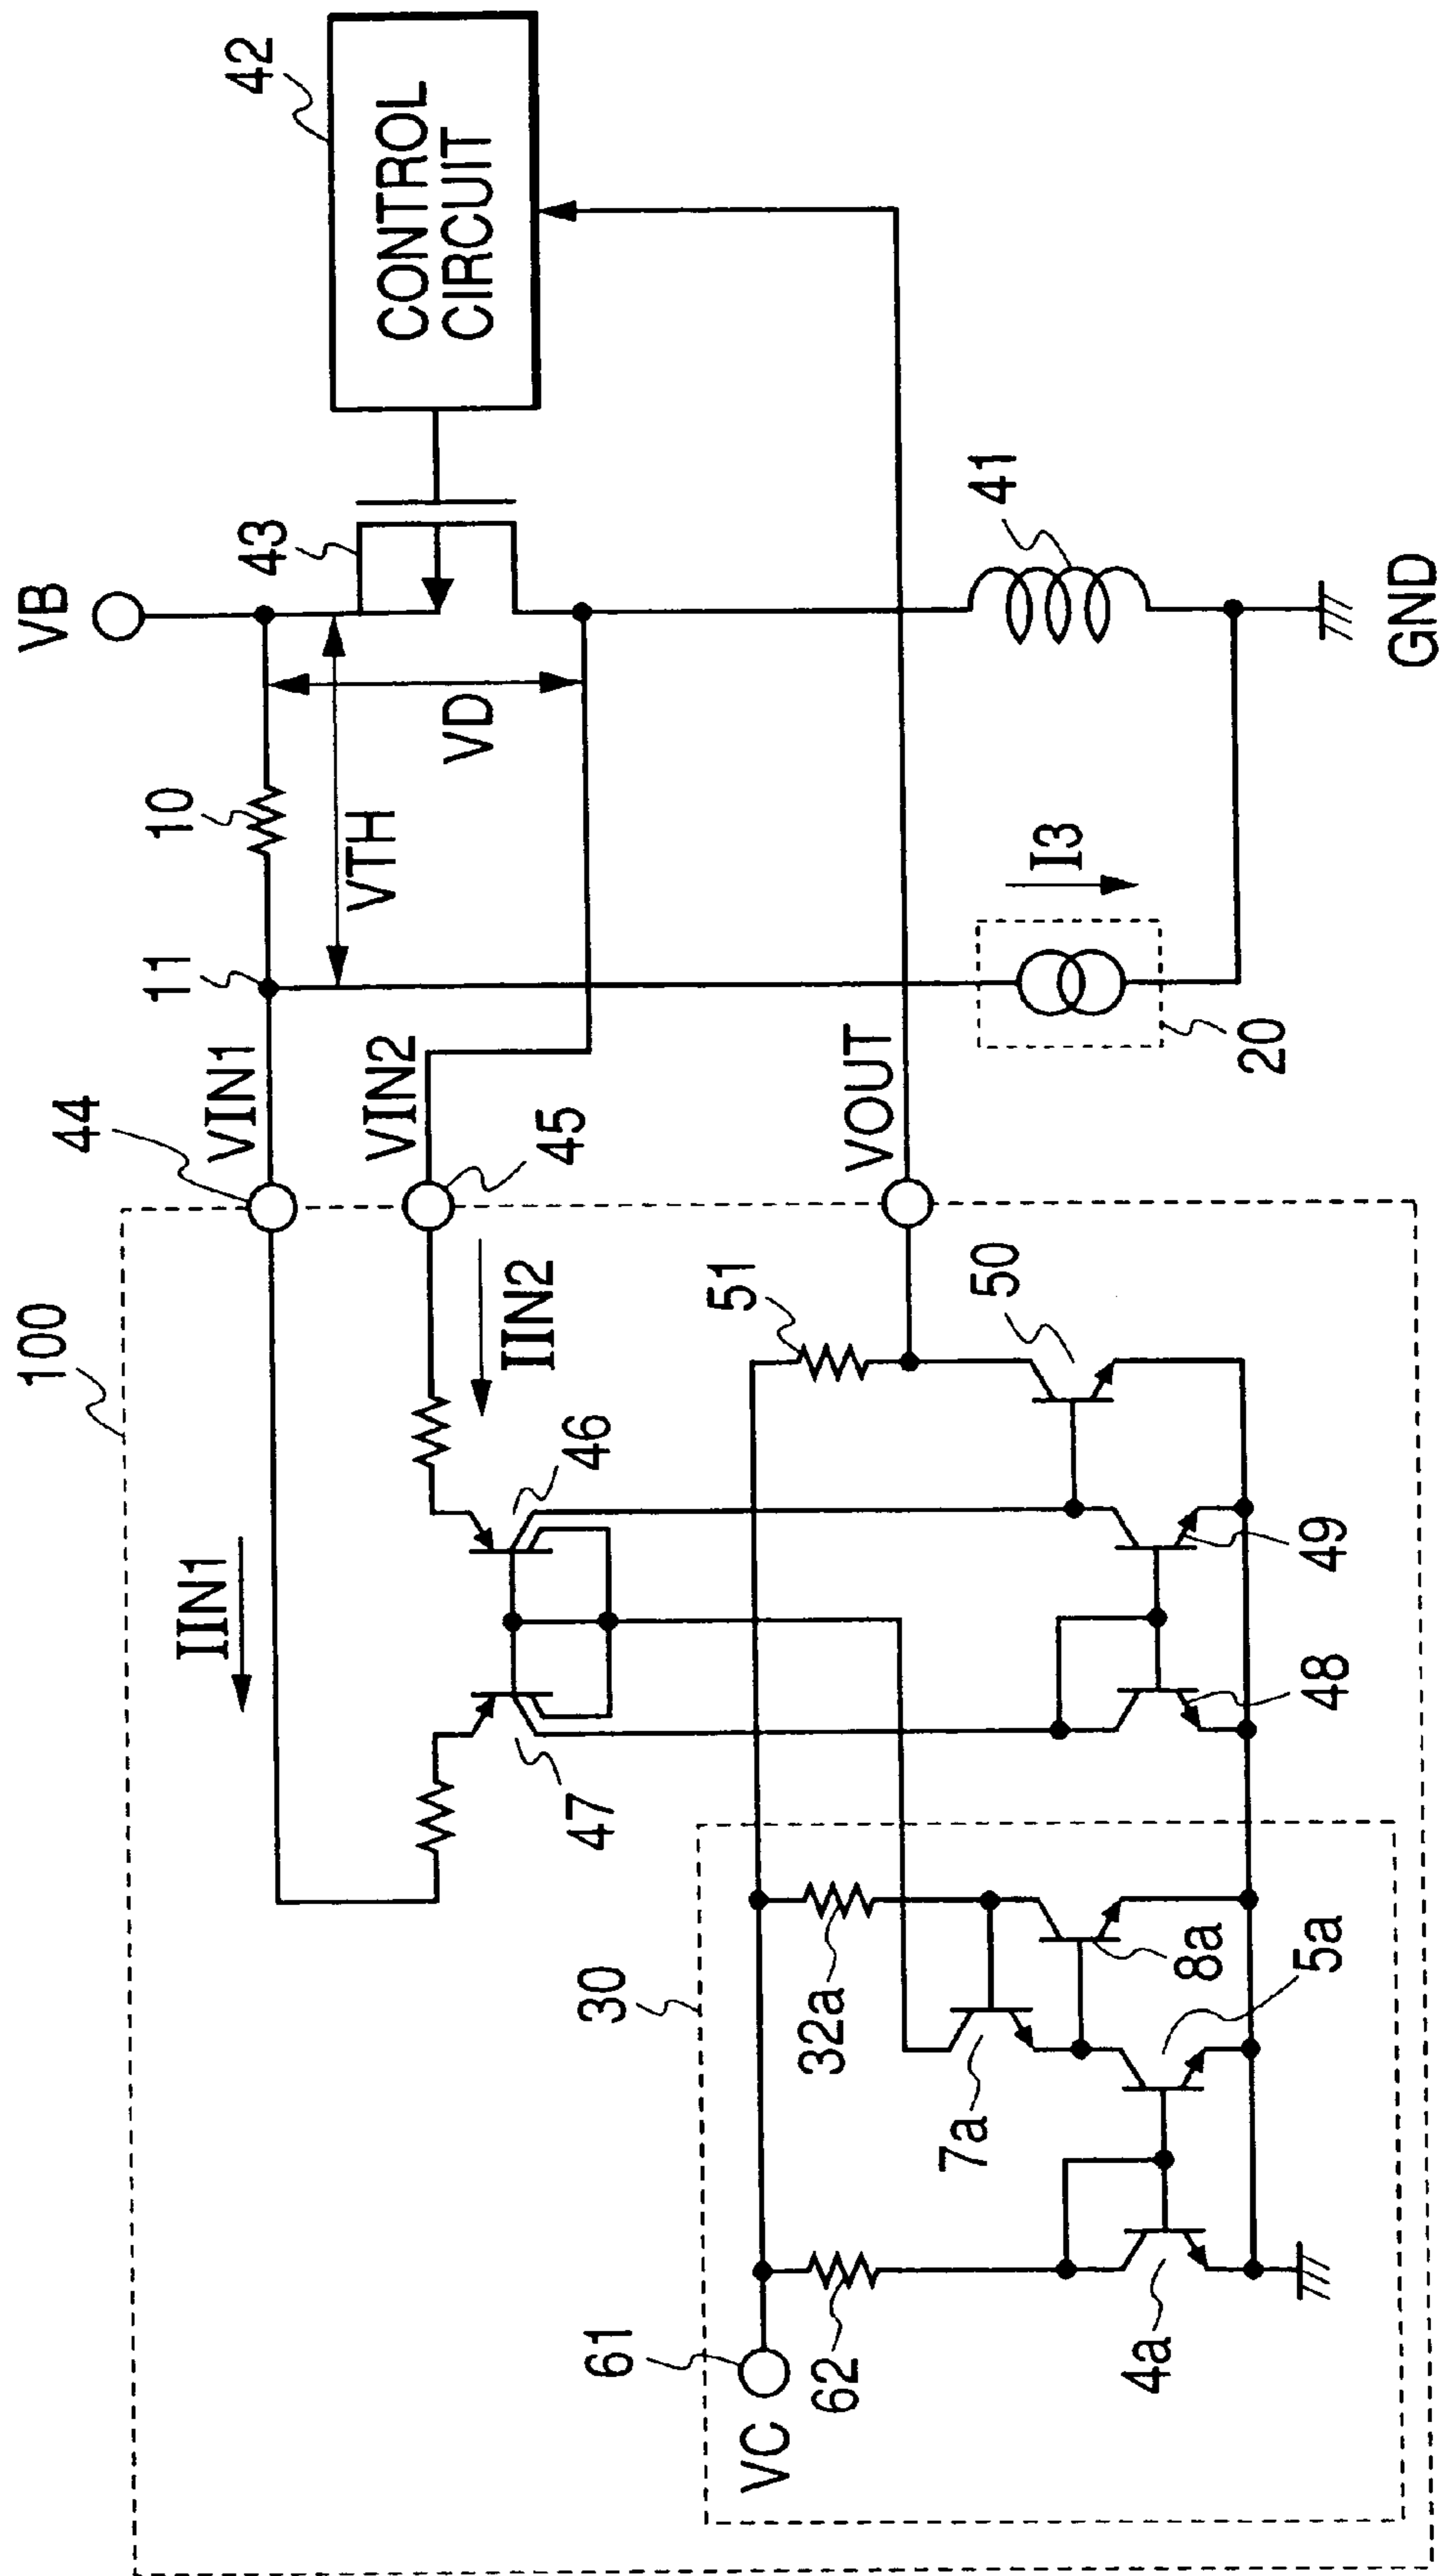 100
44
VIN1
11
10
VB
43
42
CONTROL
CIRCUIT
IIN1
VIN2
45
VTH
VD
IIN2
47
46
51
50
VOUT
I3
20
41
GND
30
61
VC
62
32a
7a
8a
5a
4a
48
49